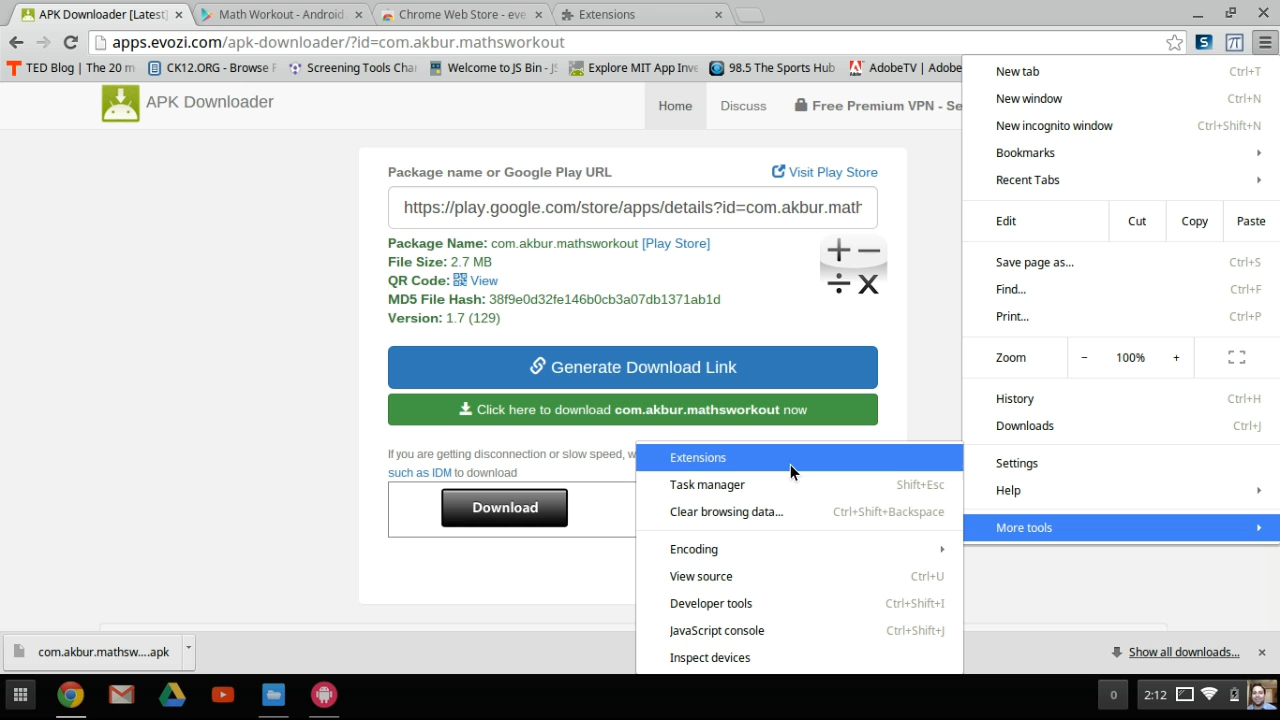 APK Downloader [Latest]
Math Workout - Android
Chrome Web Store - eve
Extensions
apps.evozi.com/apk-downloader/?id=com.akbur.mathsworkout
TED Blog | The 20 m
CK12.ORG - Browse F
Screening Tools Cha
Welcome to JS Bin - JS
Explore MIT App Inve
98.5 The Sports Hub
AdobeTV | Adobe
APK Downloader
Home
Discuss
Free Premium VPN - Se
Package name or Google Play URL
Visit Play Store
https://play.google.com/store/apps/details?id=com.akbur.math
Package Name: com.akbur.mathsworkout [Play Store]
File Size: 2.7 MB
QR Code: View
MD5 File Hash: 38f9e0d32fe146b0cb3a07db1371ab1d
Version: 1.7 (129)
Generate Download Link
Click here to download com.akbur.mathsworkout now
If you are getting disconnection or slow speed, w
such as IDM to download
Download
New tab Ctrl+T
New window Ctrl+N
New incognito window Ctrl+Shift+N
Bookmarks
Recent Tabs
Edit Cut Copy Paste
Save page as... Ctrl+S
Find... Ctrl+F
Print... Ctrl+P
Zoom - 100% +
History Ctrl+H
Downloads Ctrl+J
Settings
Help
More tools
Extensions
Task manager Shift+Esc
Clear browsing data... Ctrl+Shift+Backspace
Encoding
View source Ctrl+U
Developer tools Ctrl+Shift+I
JavaScript console Ctrl+Shift+J
Inspect devices
com.akbur.mathsw....apk
Show all downloads...
0
2:12